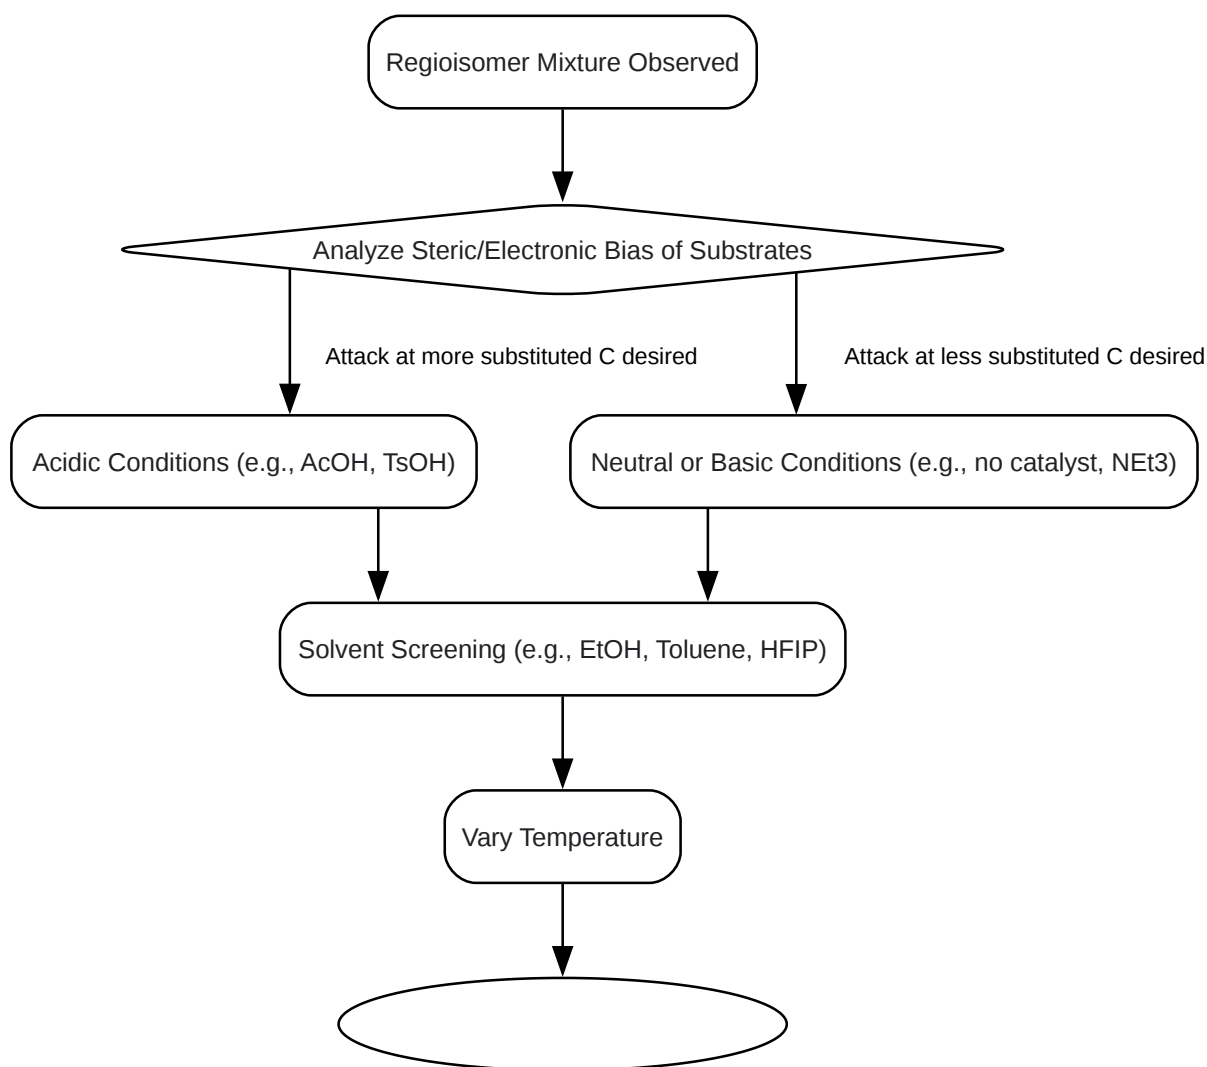 Regioisomer Mixture Observed
Analyze Steric/Electronic Bias of Substrates
Attack at more substituted C desired
Attack at less substituted C desired
Acidic Conditions (e.g., AcOH, TsOH)
Neutral or Basic Conditions (e.g., no catalyst, NEt3)
Solvent Screening (e.g., EtOH, Toluene, HFIP)
Vary Temperature